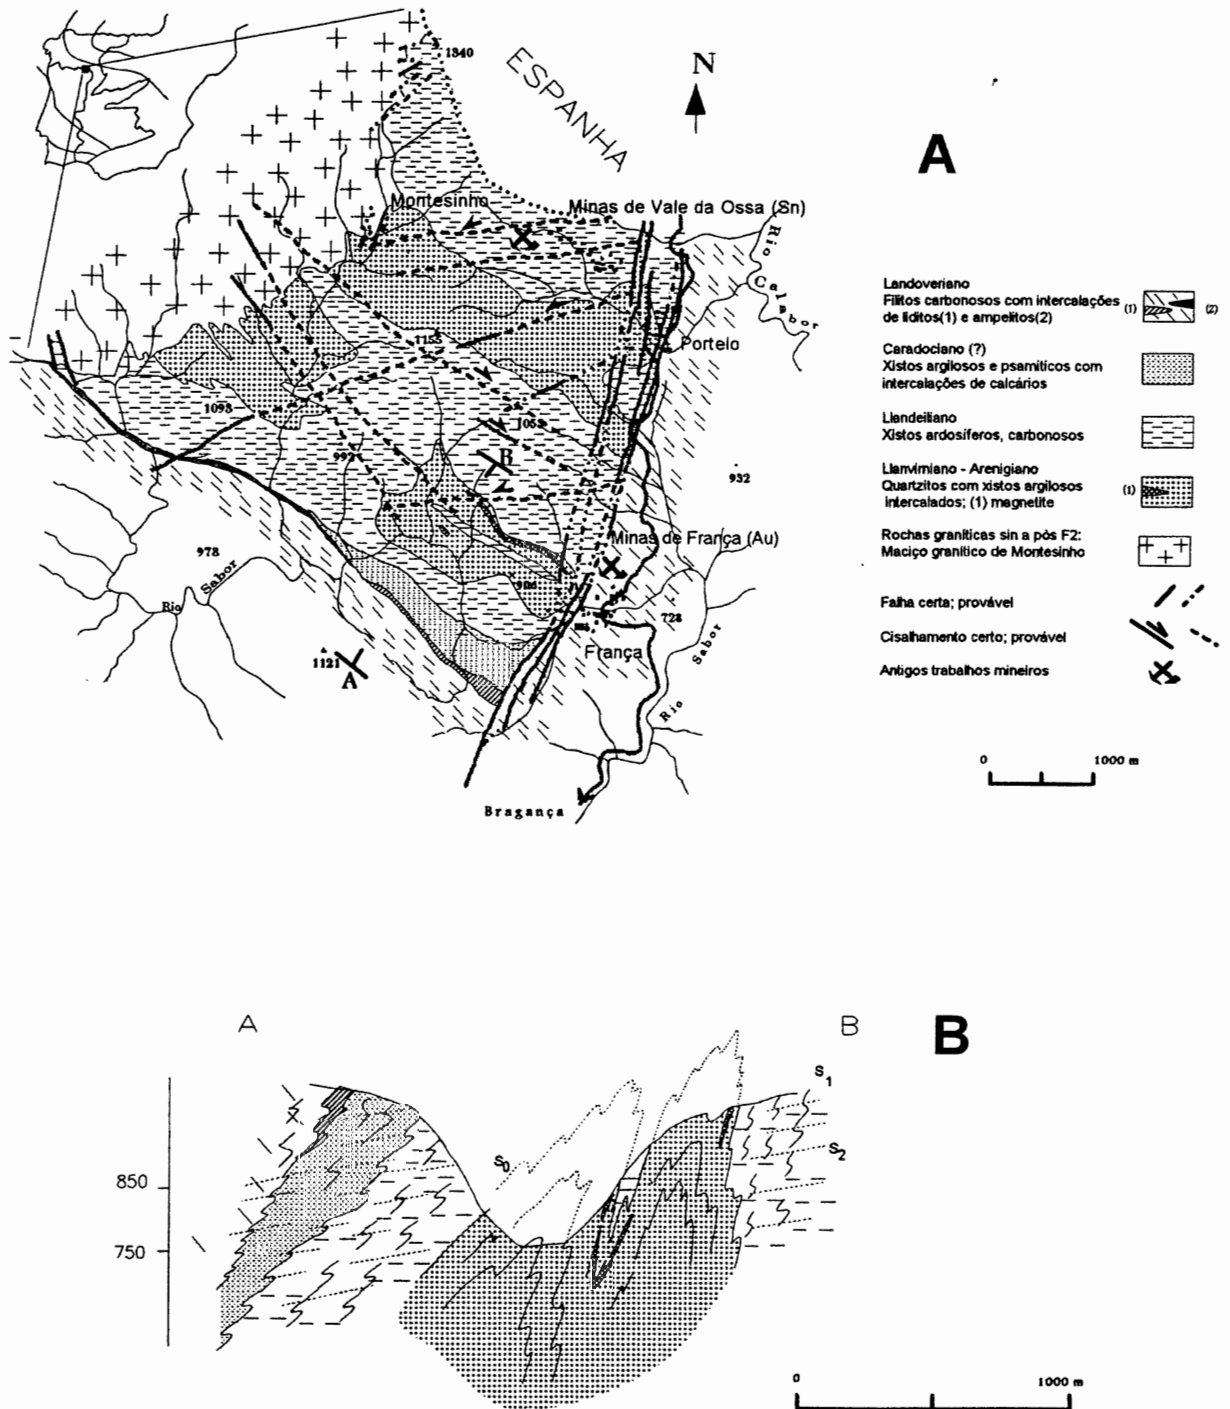 1340
ESPANHA
N
A
Montesinho
Minas de Vale da Ossa (Sn)
Rio Calabor
Portelo
1155
1093
1053
992
B
932
Minas de França (Au)
978
Rio Sabor
906
728
França
1121
A
Rio Sabor
Bragança
Landoveriano
Filitos carbonosos com intercalações
de liditos(1) e ampelitos(2)
(1)
(2)
Caradociano (?)
Xistos argilosos e psamíticos com
intercalações de calcários
Llandeiliano
Xistos ardosíferos, carbonosos
Llanvirniano - Arenigiano
Quartzitos com xistos argilosos
intercalados; (1) magnetite
(1)
Rochas graníticas sin a pós F2:
Maciço granítico de Montesinho
Falha certa; provável
Cisalhamento certo; provável
Antigos trabalhos mineiros
0
1000 m
A
B
B
S1
S0
S2
850
750
0
1000 m